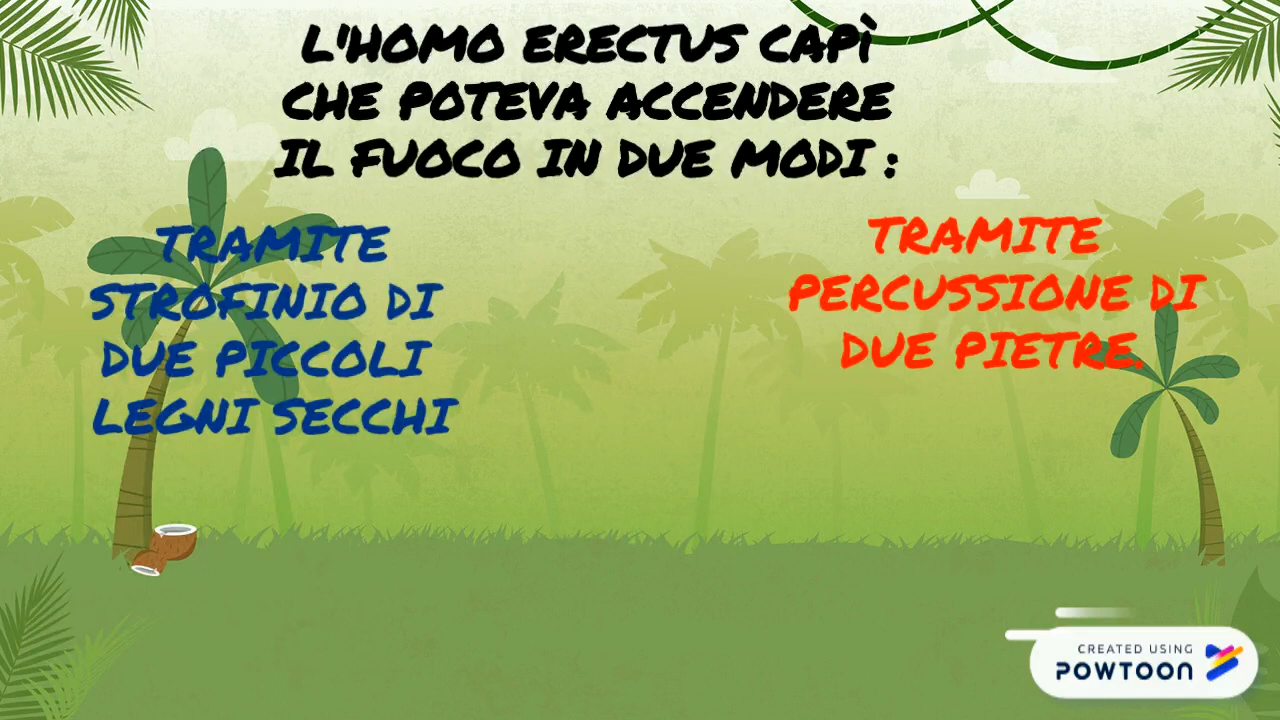 L'HOMO ERECTUS CAPÌ
CHE POTEVA ACCENDERE
IL FUOCO IN DUE MODI :
TRAMITE
STROFINIO DI
DUE PICCOLI
LEGNI SECCHI
TRAMITE
PERCUSSIONE DI
DUE PIETRE.
CREATED USING
POWTOON